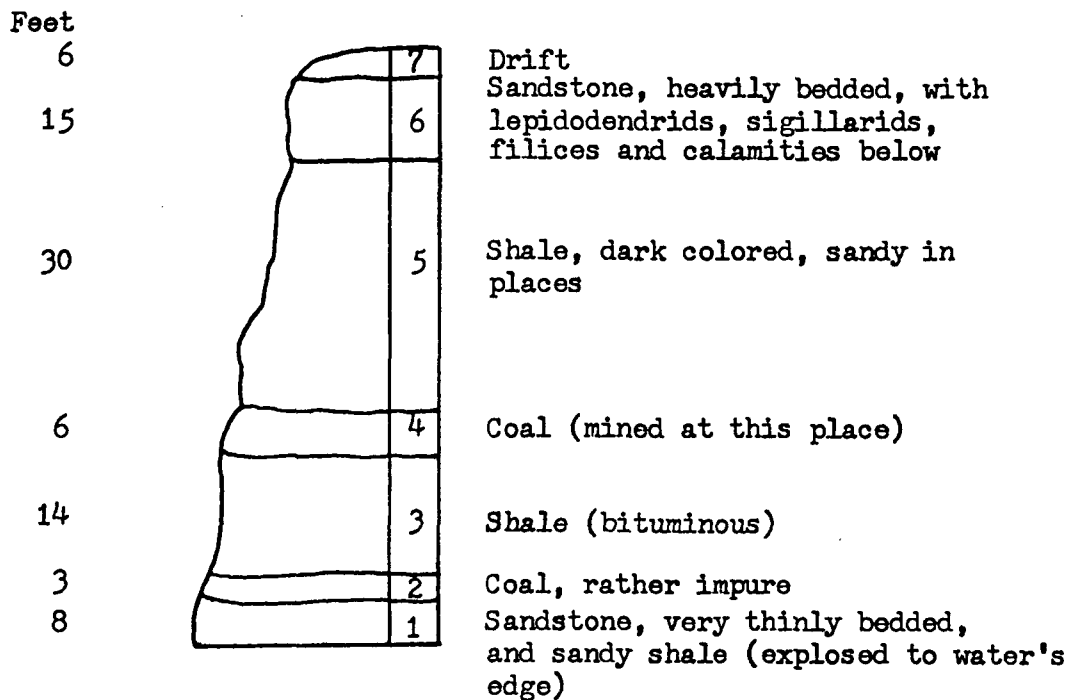 Feet
6 7 Drift
15 6 Sandstone, heavily bedded, with
lepidodendrids, sigillarids,
filices and calamities below
30 5 Shale, dark colored, sandy in
places
6 4 Coal (mined at this place)
14 3 Shale (bituminous)
3 2 Coal, rather impure
8 1 Sandstone, very thinly bedded,
and sandy shale (explosed to water's
edge)